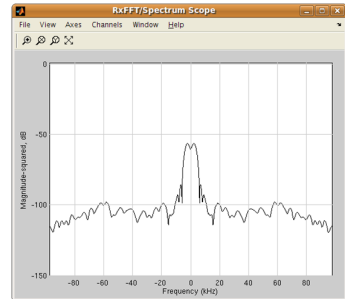 RxFFT/Spectrum Scope
File View Axes Channels Window Help
0
-50
-100
-150
Magnitude-squared, dB
-80 -60 -40 -20 0 20 40 60 80
Frequency (kHz)